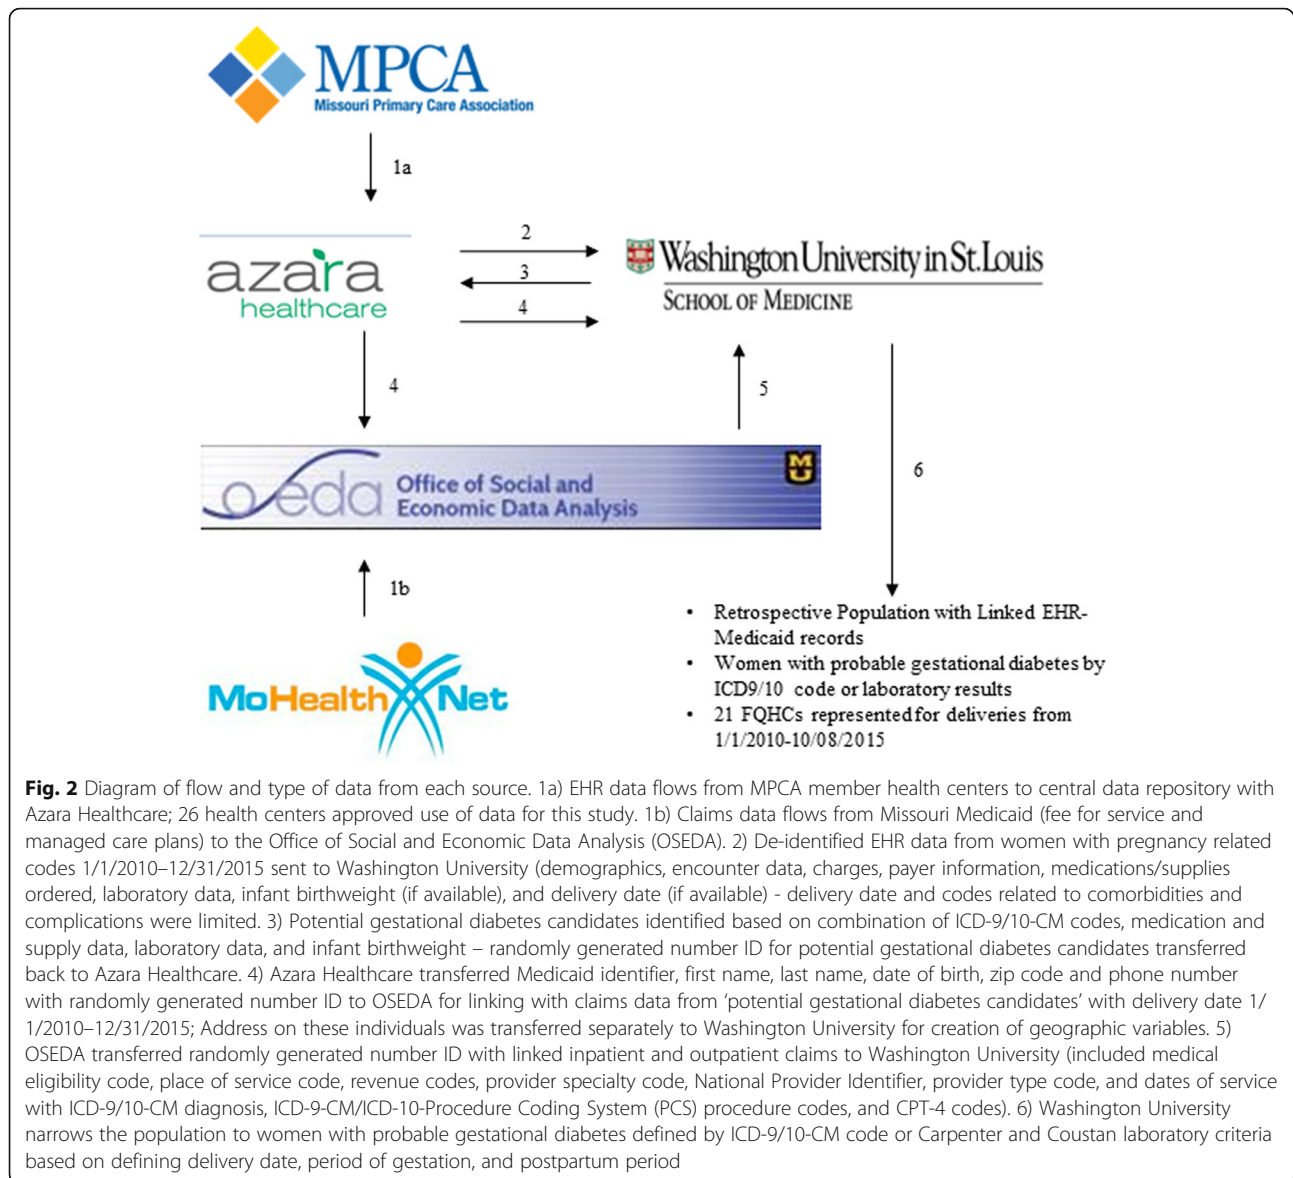 MPCA
Missouri Primary Care Association
1a
azara
healthcare
2
3
4
Washington University in St. Louis
SCHOOL OF MEDICINE
4
5
6
oseda
Office of Social and
Economic Data Analysis
MU
1b
MoHealthNet
• Retrospective Population with Linked EHR-
Medicaid records
• Women with probable gestational diabetes by
ICD9/10 code or laboratory results
• 21 FQHCs represented for deliveries from
1/1/2010-10/08/2015
Fig. 2 Diagram of flow and type of data from each source. 1a) EHR data flows from MPCA member health centers to central data repository with
Azara Healthcare; 26 health centers approved use of data for this study. 1b) Claims data flows from Missouri Medicaid (fee for service and
managed care plans) to the Office of Social and Economic Data Analysis (OSEDA). 2) De-identified EHR data from women with pregnancy related
codes 1/1/2010–12/31/2015 sent to Washington University (demographics, encounter data, charges, payer information, medications/supplies
ordered, laboratory data, infant birthweight (if available), and delivery date (if available) - delivery date and codes related to comorbidities and
complications were limited. 3) Potential gestational diabetes candidates identified based on combination of ICD-9/10-CM codes, medication and
supply data, laboratory data, and infant birthweight – randomly generated number ID for potential gestational diabetes candidates transferred
back to Azara Healthcare. 4) Azara Healthcare transferred Medicaid identifier, first name, last name, date of birth, zip code and phone number
with randomly generated number ID to OSEDA for linking with claims data from ‘potential gestational diabetes candidates’ with delivery date 1/
1/2010–12/31/2015; Address on these individuals was transferred separately to Washington University for creation of geographic variables. 5)
OSEDA transferred randomly generated number ID with linked inpatient and outpatient claims to Washington University (included medical
eligibility code, place of service code, revenue codes, provider specialty code, National Provider Identifier, provider type code, and dates of service
with ICD-9/10-CM diagnosis, ICD-9-CM/ICD-10-Procedure Coding System (PCS) procedure codes, and CPT-4 codes). 6) Washington University
narrows the population to women with probable gestational diabetes defined by ICD-9/10-CM code or Carpenter and Coustan laboratory criteria
based on defining delivery date, period of gestation, and postpartum period